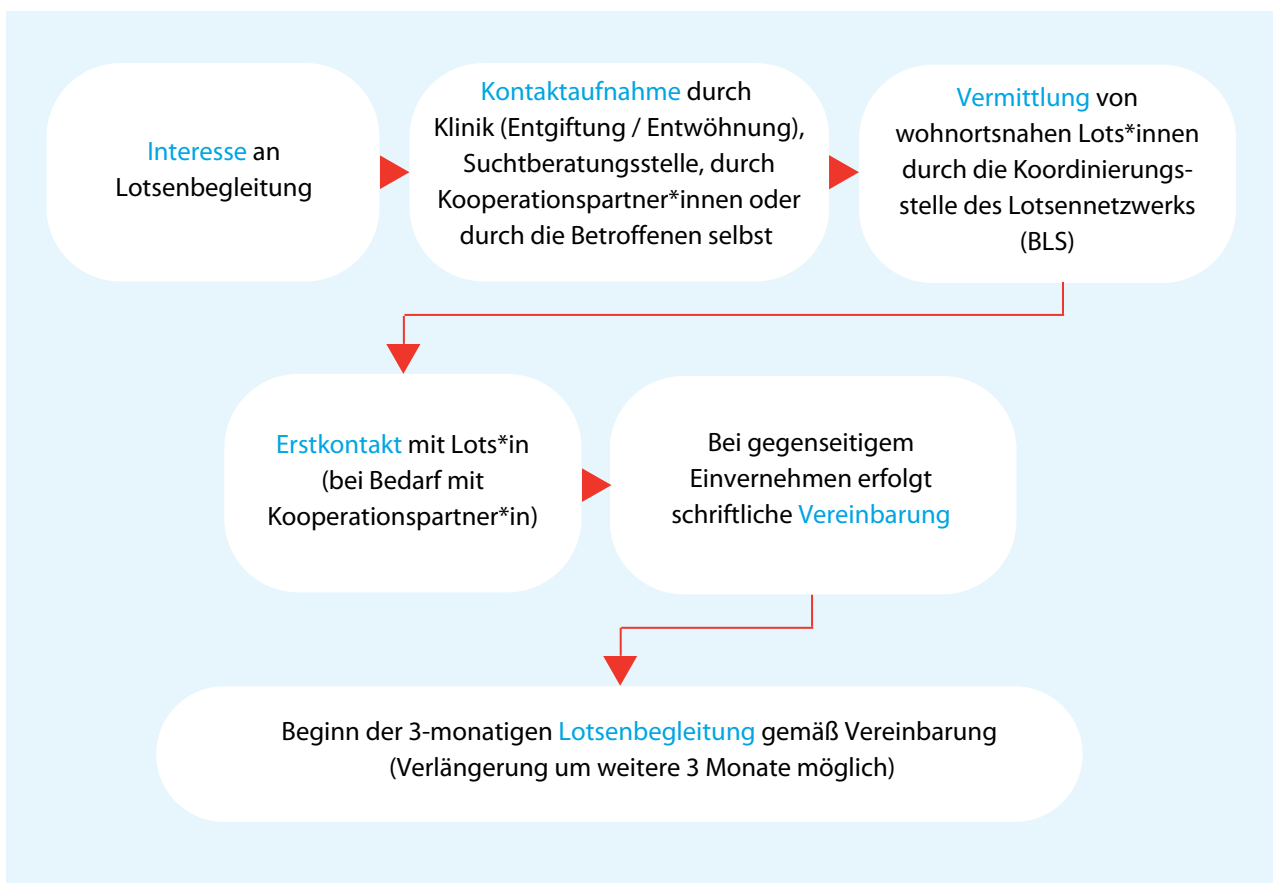 Interesse an
Lotsenbegleitung
Kontaktaufnahme durch
Klinik (Entgiftung / Entwöhnung),
Suchtberatungsstelle, durch
Kooperationspartner*innen oder
durch die Betroffenen selbst
Vermittlung von
wohnortsnahen Lots*innen
durch die Koordinierungs-
stelle des Lotsennetzwerks
(BLS)
Erstkontakt mit Lots*in
(bei Bedarf mit
Kooperationspartner*in)
Bei gegenseitigem
Einvernehmen erfolgt
schriftliche Vereinbarung
Beginn der 3-monatigen Lotsenbegleitung gemäß Vereinbarung
(Verlängerung um weitere 3 Monate möglich)